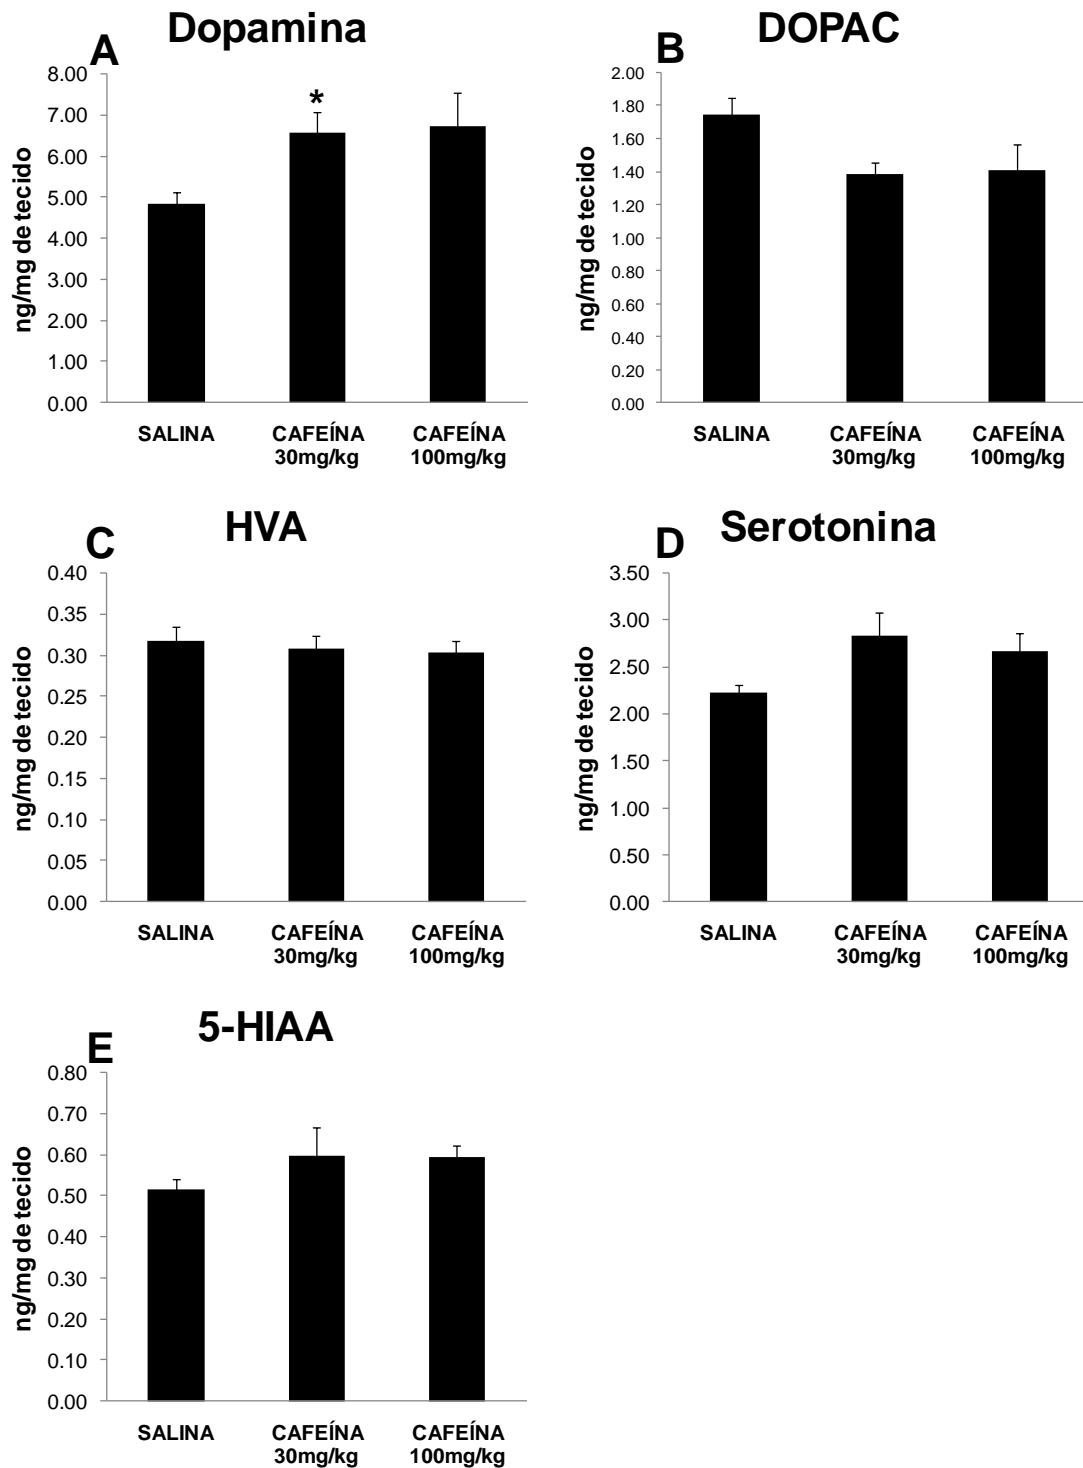 A
Dopamina
ng/mg de tecido
8.00
7.00
6.00
5.00
4.00
3.00
2.00
1.00
0.00
*
SALINA
CAFEÍNA
30mg/kg
CAFEÍNA
100mg/kg
B
DOPAC
ng/mg de tecido
2.00
1.80
1.60
1.40
1.20
1.00
0.80
0.60
0.40
0.20
0.00
SALINA
CAFEÍNA
30mg/kg
CAFEÍNA
100mg/kg
C
HVA
ng/mg de tecido
0.40
0.35
0.30
0.25
0.20
0.15
0.10
0.05
0.00
SALINA
CAFEÍNA
30mg/kg
CAFEÍNA
100mg/kg
D
Serotonina
ng/mg de tecido
3.50
3.00
2.50
2.00
1.50
1.00
0.50
0.00
SALINA
CAFEÍNA
30mg/kg
CAFEÍNA
100mg/kg
E
5-HIAA
ng/mg de tecido
0.80
0.70
0.60
0.50
0.40
0.30
0.20
0.10
0.00
SALINA
CAFEÍNA
30mg/kg
CAFEÍNA
100mg/kg